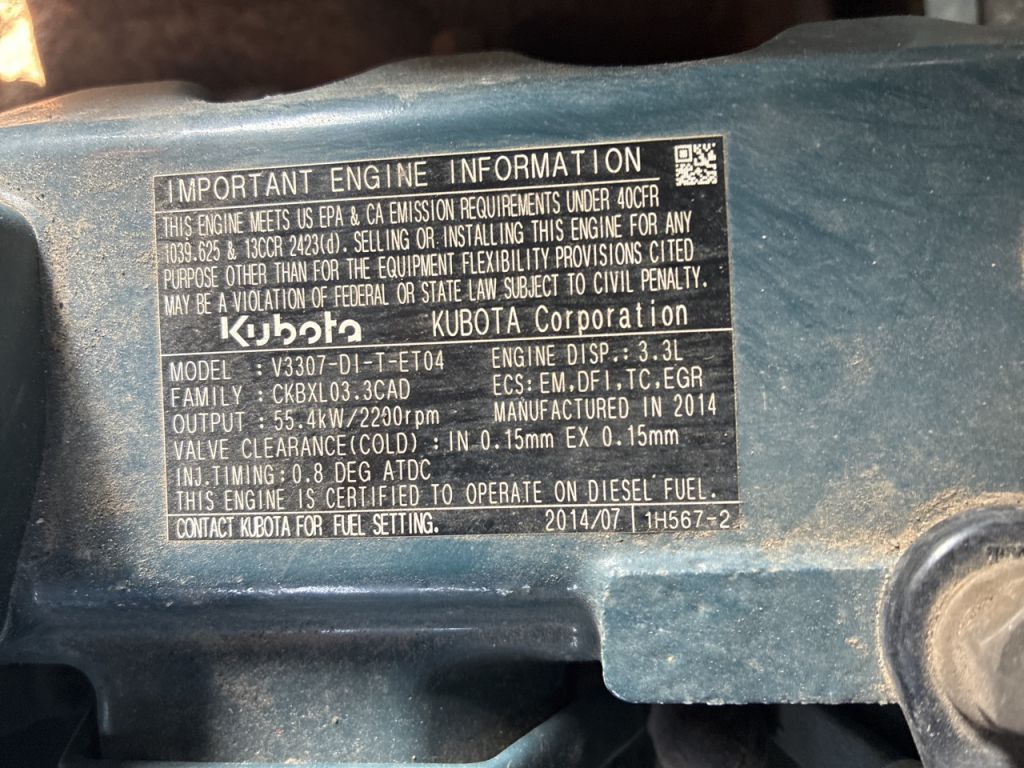 IMPORTANT ENGINE INFORMATION
THIS ENGINE MEETS US EPA & CA EMISSION REQUIREMENTS UNDER 40CFR
1039.625 & 13CCR 2423(d). SELLING OR INSTALLING THIS ENGINE FOR ANY
PURPOSE OTHER THAN FOR THE EQUIPMENT FLEXIBILITY PROVISIONS CITED
MAY BE A VIOLATION OF FEDERAL OR STATE LAW SUBJECT TO CIVIL PENALTY.
Kubota KUBOTA Corporation
MODEL : V3307-DI-T-ET04 ENGINE DISP.: 3.3L
FAMILY : CKBXL03.3CAD ECS: EM,DFI,TC,EGR
OUTPUT : 55.4kW/2200rpm MANUFACTURED IN 2014
VALVE CLEARANCE(COLD) : IN 0.15mm EX 0.15mm
INJ.TIMING: 0.8 DEG ATDC
THIS ENGINE IS CERTIFIED TO OPERATE ON DIESEL FUEL.
CONTACT KUBOTA FOR FUEL SETTING. 2014/07 1H567-2